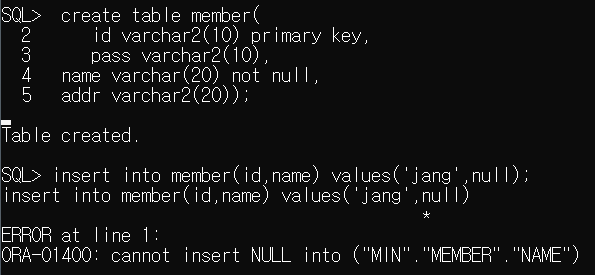 SQL>  create table member(
  2      id varchar2(10) primary key,
  3      pass varchar2(10),
  4   name varchar(20) not null,
  5   addr varchar2(20));
Table created.
SQL> insert into member(id,name) values('jang',null);
insert into member(id,name) values('jang',null)
*
ERROR at line 1:
ORA-01400: cannot insert NULL into ("MIN"."MEMBER"."NAME")